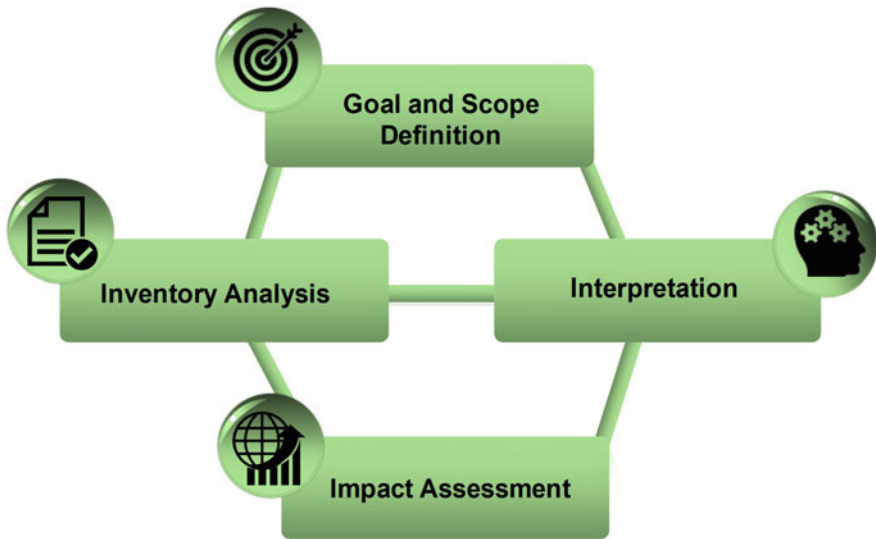 Goal and Scope
Definition
Inventory Analysis
Interpretation
Impact Assessment